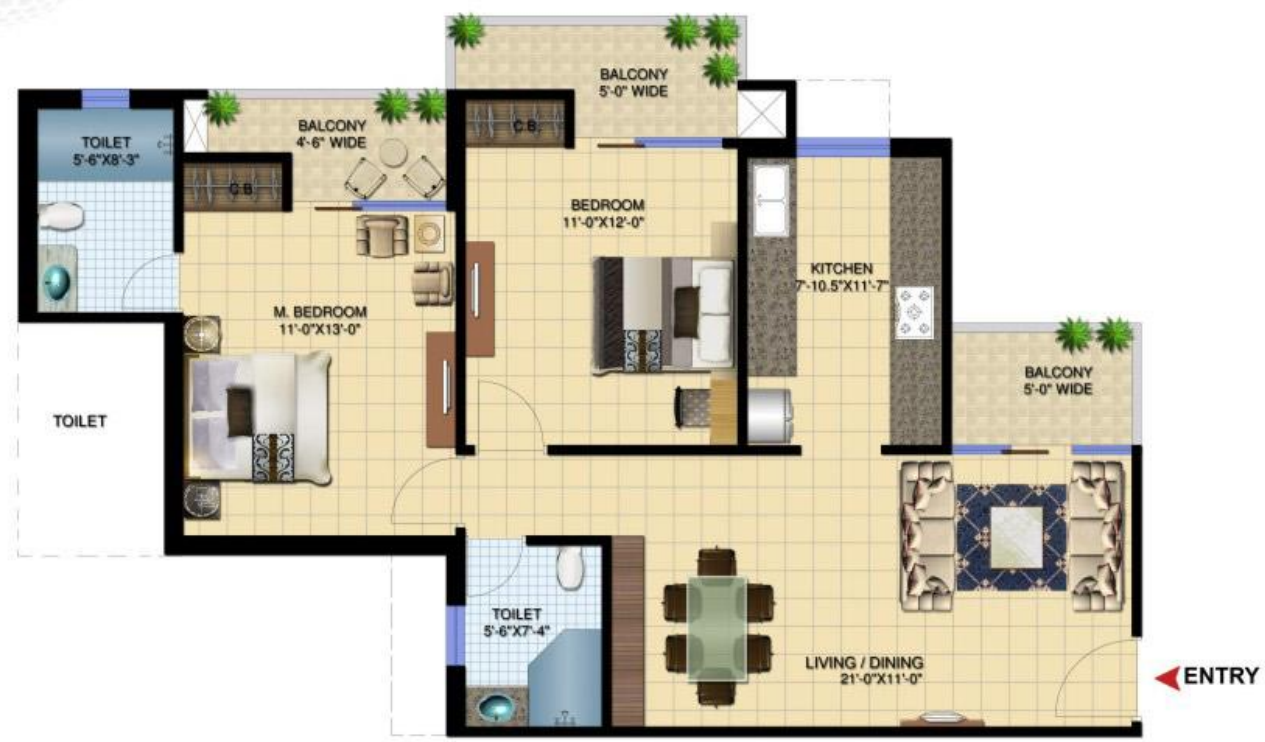 BALCONY
5'-0" WIDE
TOILET
5'-6"X8'-3"
BALCONY
4'-6" WIDE
C.B.
C.B.
BEDROOM
11'-0"X12'-0"
M. BEDROOM
11'-0"X13'-0"
KITCHEN
7'-10.5"X11'-7"
BALCONY
5'-0" WIDE
TOILET
TOILET
5'-6"X7'-4"
LIVING / DINING
21'-0"X11'-0"
ENTRY